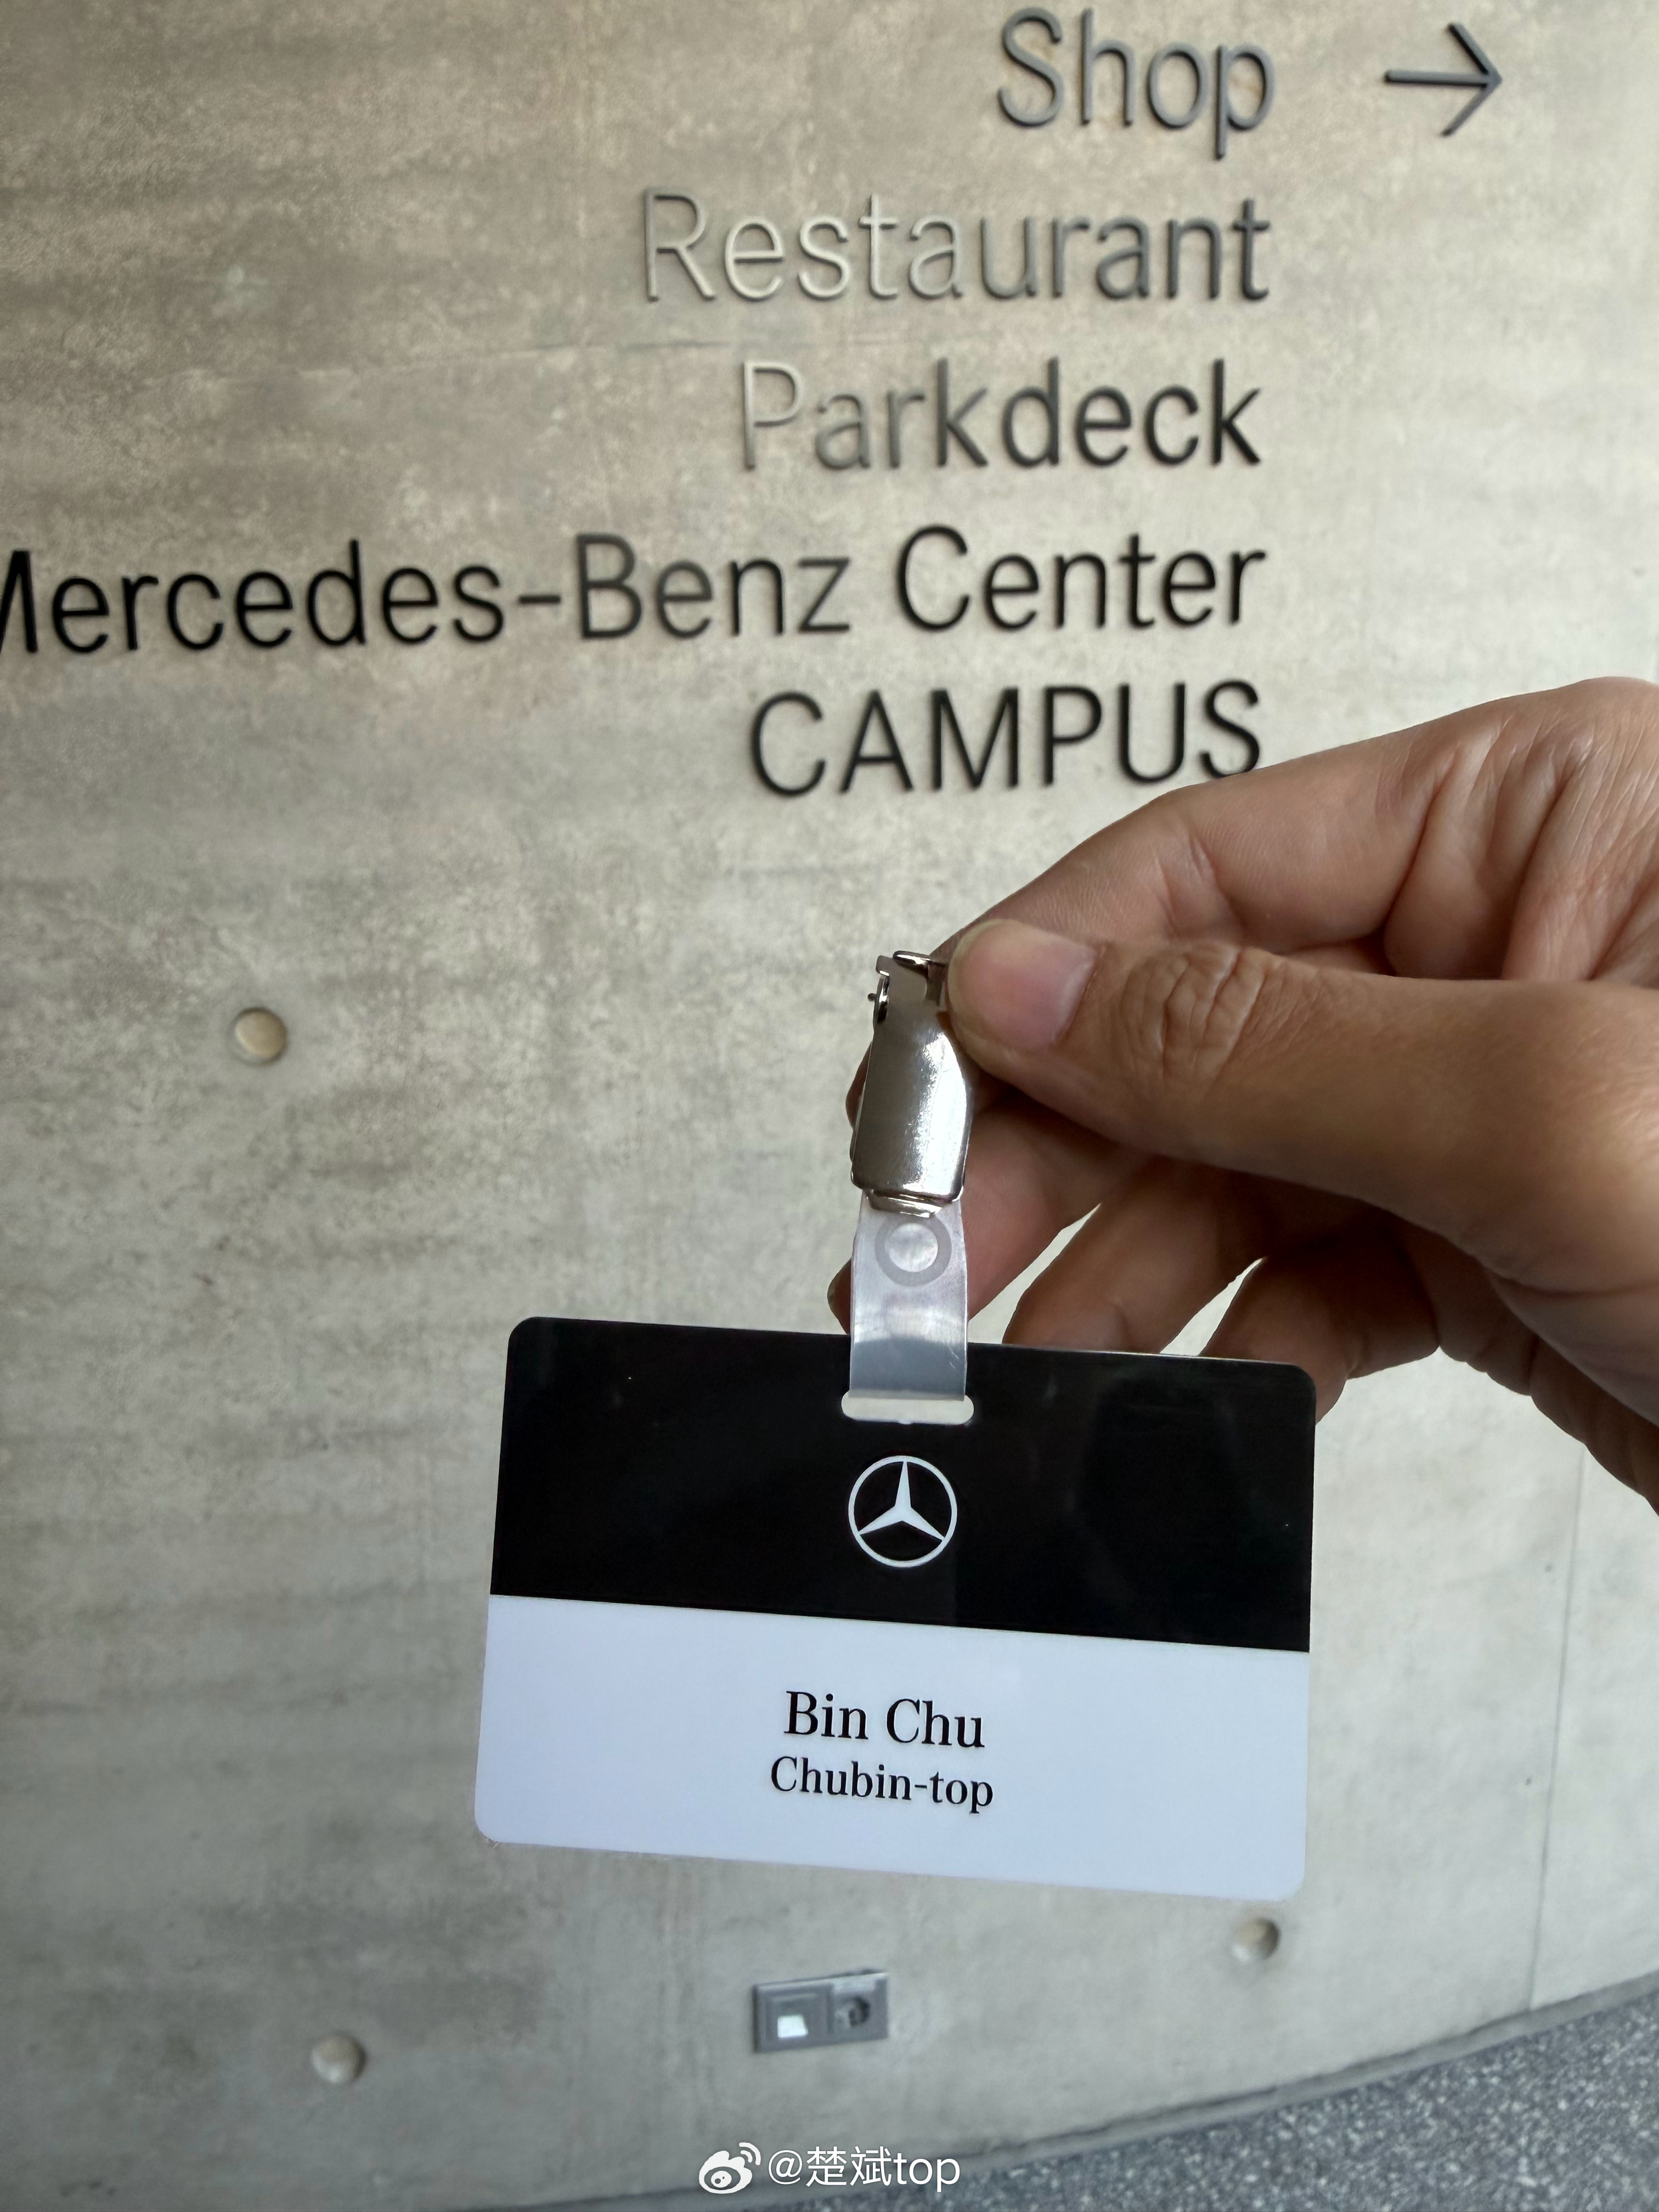 Shop →
Restaurant
Parkdeck
Mercedes-Benz Center
CAMPUS
Bin Chu
Chubin-top
@楚斌top